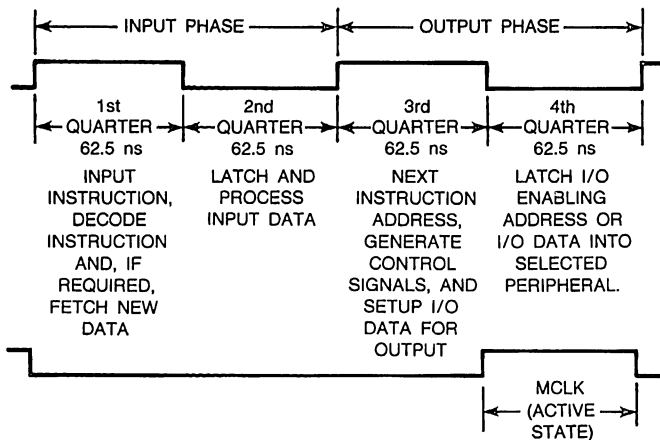 INPUT PHASE
OUTPUT PHASE
1st
QUARTER
62.5 ns
2nd
QUARTER
62.5 ns
3rd
QUARTER
62.5 ns
4th
QUARTER
62.5 ns
INPUT
INSTRUCTION,
DECODE
INSTRUCTION
AND, IF
REQUIRED,
FETCH NEW
DATA
LATCH AND
PROCESS
INPUT DATA
NEXT
INSTRUCTION
ADDRESS,
GENERATE
CONTROL
SIGNALS, AND
SETUP I/O
DATA FOR
OUTPUT
LATCH I/O
ENABLING
ADDRESS OR
I/O DATA INTO
SELECTED
PERIPHERAL.
MCLK
(ACTIVE
STATE)